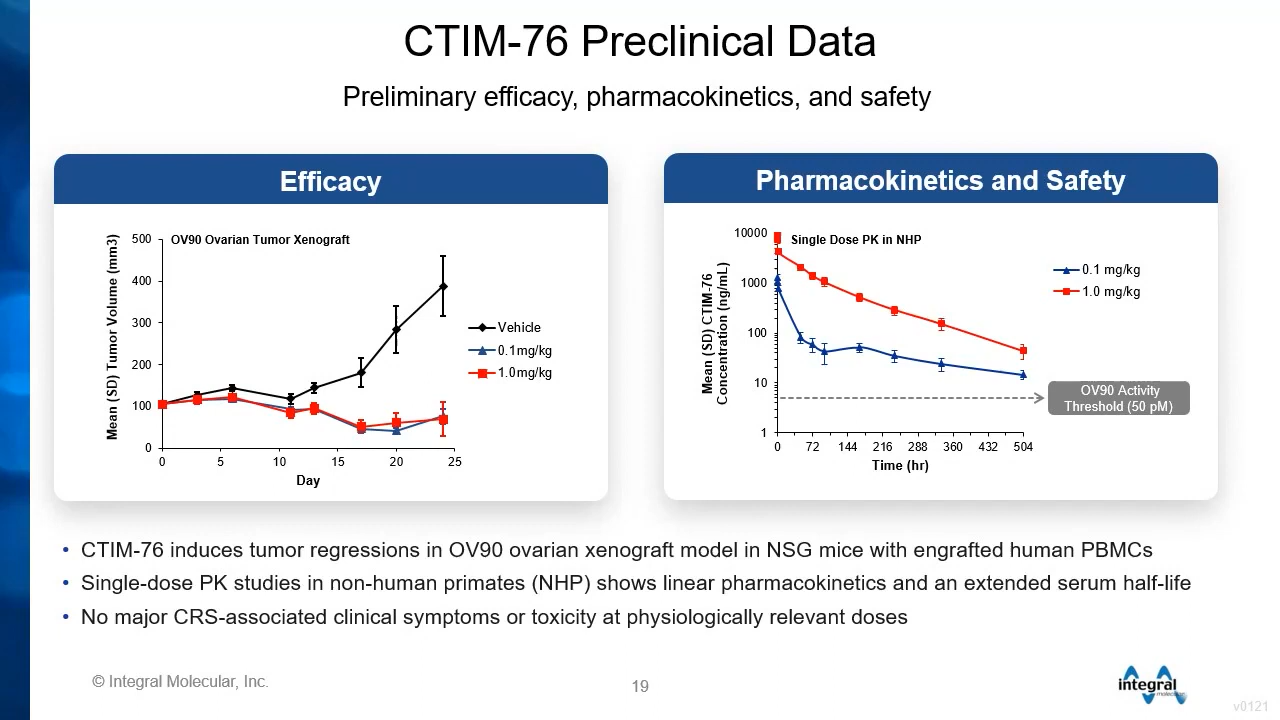 CTIM-76 Preclinical Data
Preliminary efficacy, pharmacokinetics, and safety
Efficacy
OV90 Ovarian Tumor Xenograft
Mean (SD) Tumor Volume (mm3)
500
400
300
200
100
0
0 5 10 15 20 25
Day
Vehicle
0.1mg/kg
1.0mg/kg
Pharmacokinetics and Safety
Single Dose PK in NHP
Mean (SD) CTIM-76
Concentration (ng/mL)
10000
1000
100
10
1
0 72 144 216 288 360 432 504
Time (hr)
0.1 mg/kg
1.0 mg/kg
OV90 Activity
Threshold (50 pM)
• CTIM-76 induces tumor regressions in OV90 ovarian xenograft model in NSG mice with engrafted human PBMCs
• Single-dose PK studies in non-human primates (NHP) shows linear pharmacokinetics and an extended serum half-life
• No major CRS-associated clinical symptoms or toxicity at physiologically relevant doses
© Integral Molecular, Inc.
19
integral
molecular
v0121